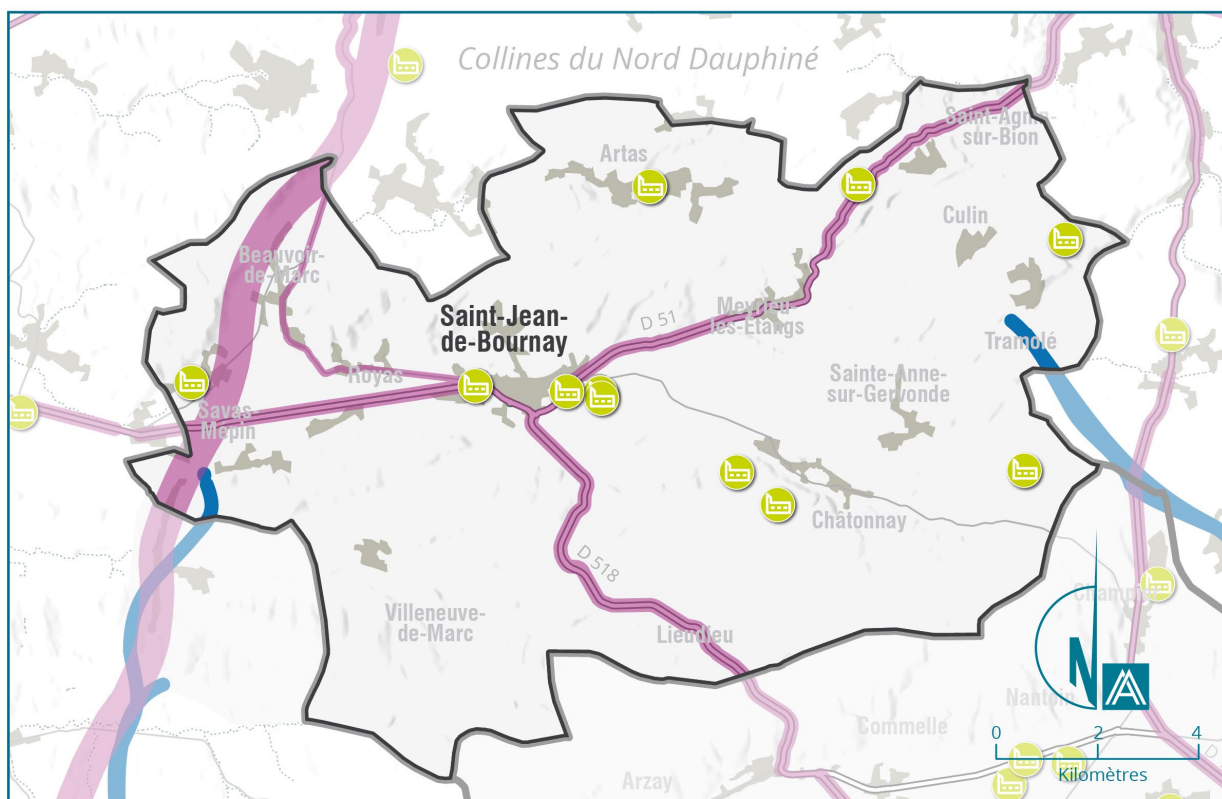 Collines du Nord Dauphiné
Saint-Agnin-
sur-Bion
Artas
Culin
Beauvoir-
de-Marc
Saint-Jean-
de-Bournay
D 51
Meyrieu-
les-Étangs
Tramolé
Royas
Sainte-Anne-
sur-Gervonde
Savas-
Mépin
Châtonnay
D 518
Villeneuve-
de-Marc
Lieudieu
Champier
N
Nantoin
Commelle
0 2 4
Kilomètres
D
Arzay